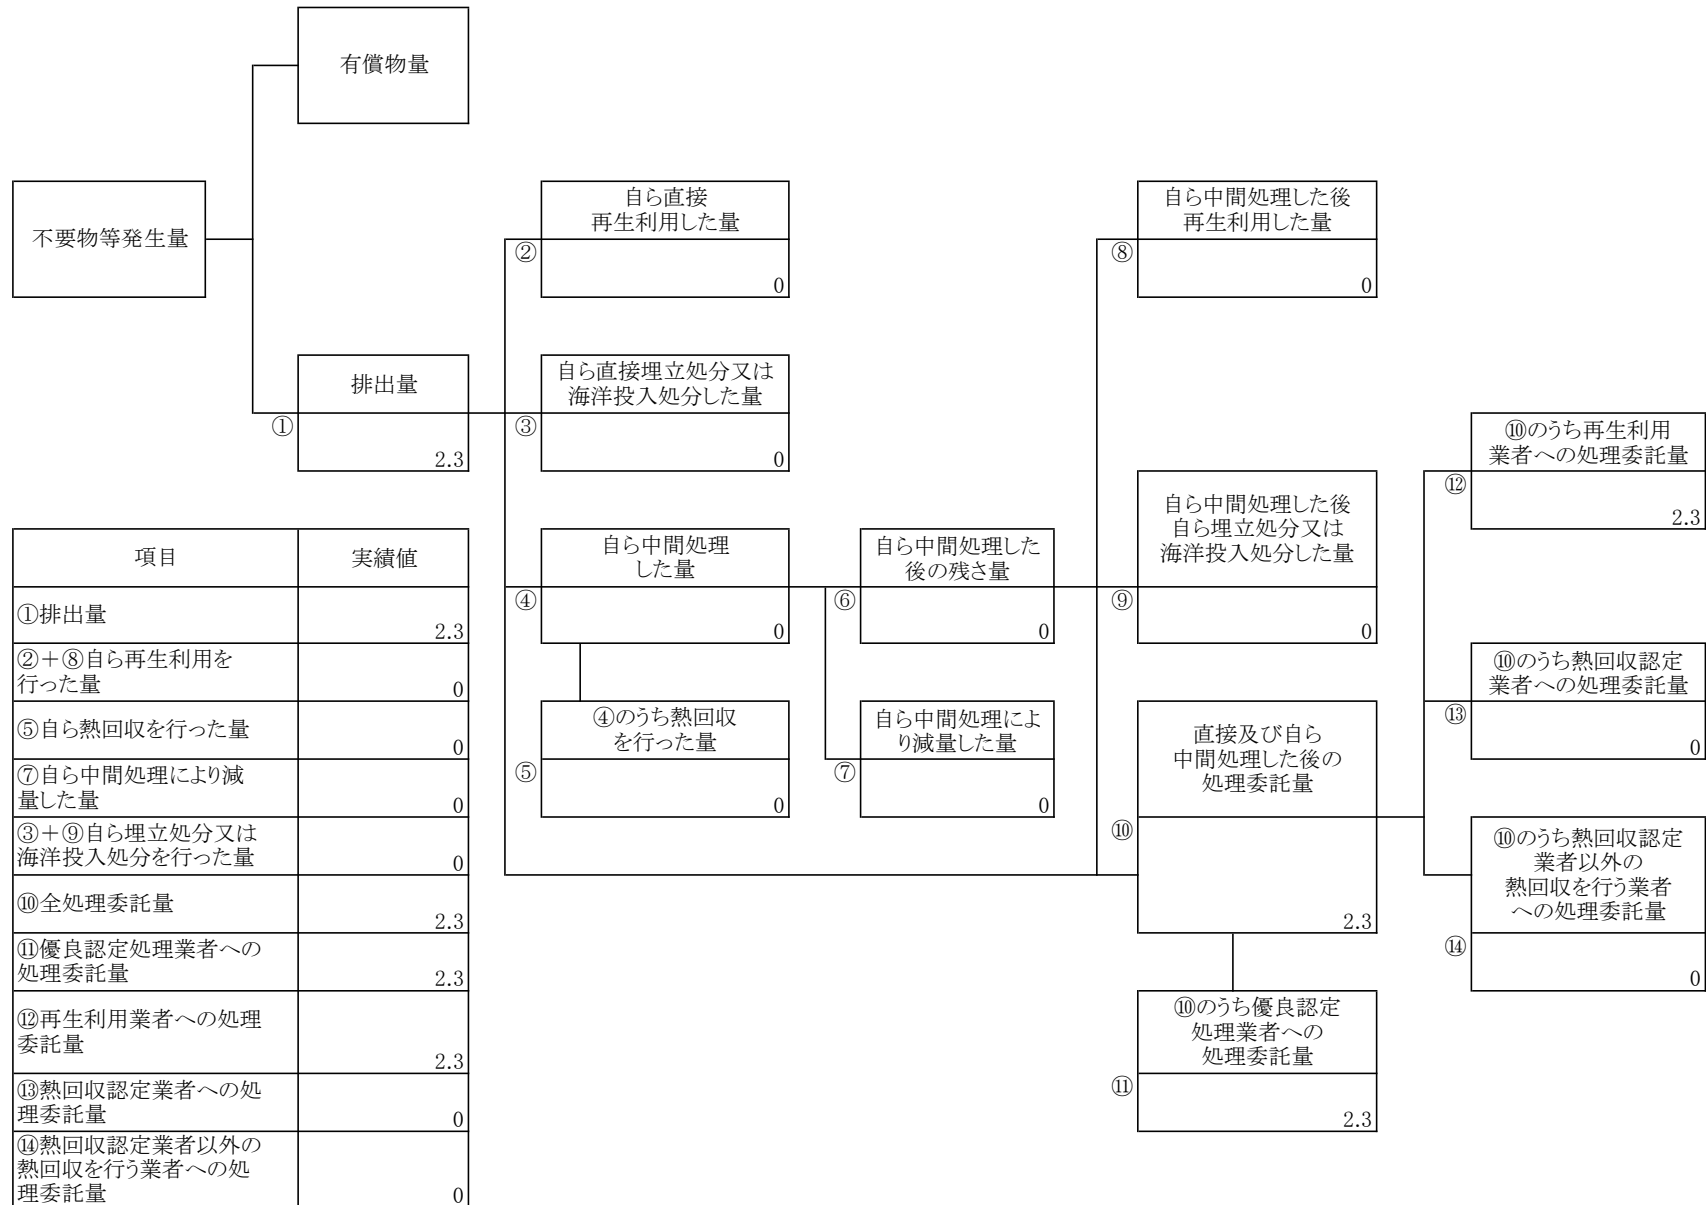 有償物量
不要物等発生量
自ら直接
再生利用した量
②
0
自ら中間処理した後
再生利用した量
⑧
0
排出量
①
2.3
自ら直接埋立処分又は
海洋投入処分した量
③
0
⑩のうち再生利用
業者への処理委託量
⑫
2.3
自ら中間処理
した量
④
0
自ら中間処理した
後の残さ量
⑥
0
自ら中間処理した後
自ら埋立処分又は
海洋投入処分した量
⑨
0
⑩のうち熱回収認定
業者への処理委託量
⑬
0
④のうち熱回収
を行った量
⑤
0
自ら中間処理によ
り減量した量
⑦
0
直接及び自ら
中間処理した後の
処理委託量
⑩
2.3
⑩のうち熱回収認定
業者以外の
熱回収を行う業者
への処理委託量
⑭
0
⑩のうち優良認定
処理業者への
処理委託量
⑪
2.3
項目 実績値
①排出量
2.3
②＋⑧自ら再生利用を
行った量 0
⑤自ら熱回収を行った量
0
⑦自ら中間処理により減
量した量 0
③＋⑨自ら埋立処分又は
海洋投入処分を行った量 0
⑩全処理委託量
2.3
⑪優良認定処理業者への
処理委託量 2.3
⑫再生利用業者への処理
委託量
2.3
⑬熱回収認定業者への処
理委託量 0
⑭熱回収認定業者以外の
熱回収を行う業者への処
理委託量 0